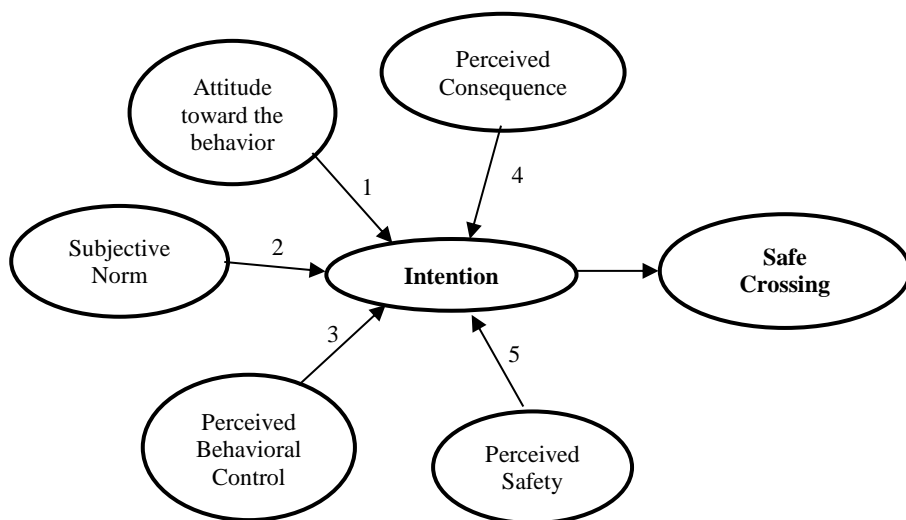 Attitude
toward the
behavior
Perceived
Consequence
1
4
Subjective
Norm
2
Intention
Safe
Crossing
3
5
Perceived
Behavioral
Control
Perceived
Safety